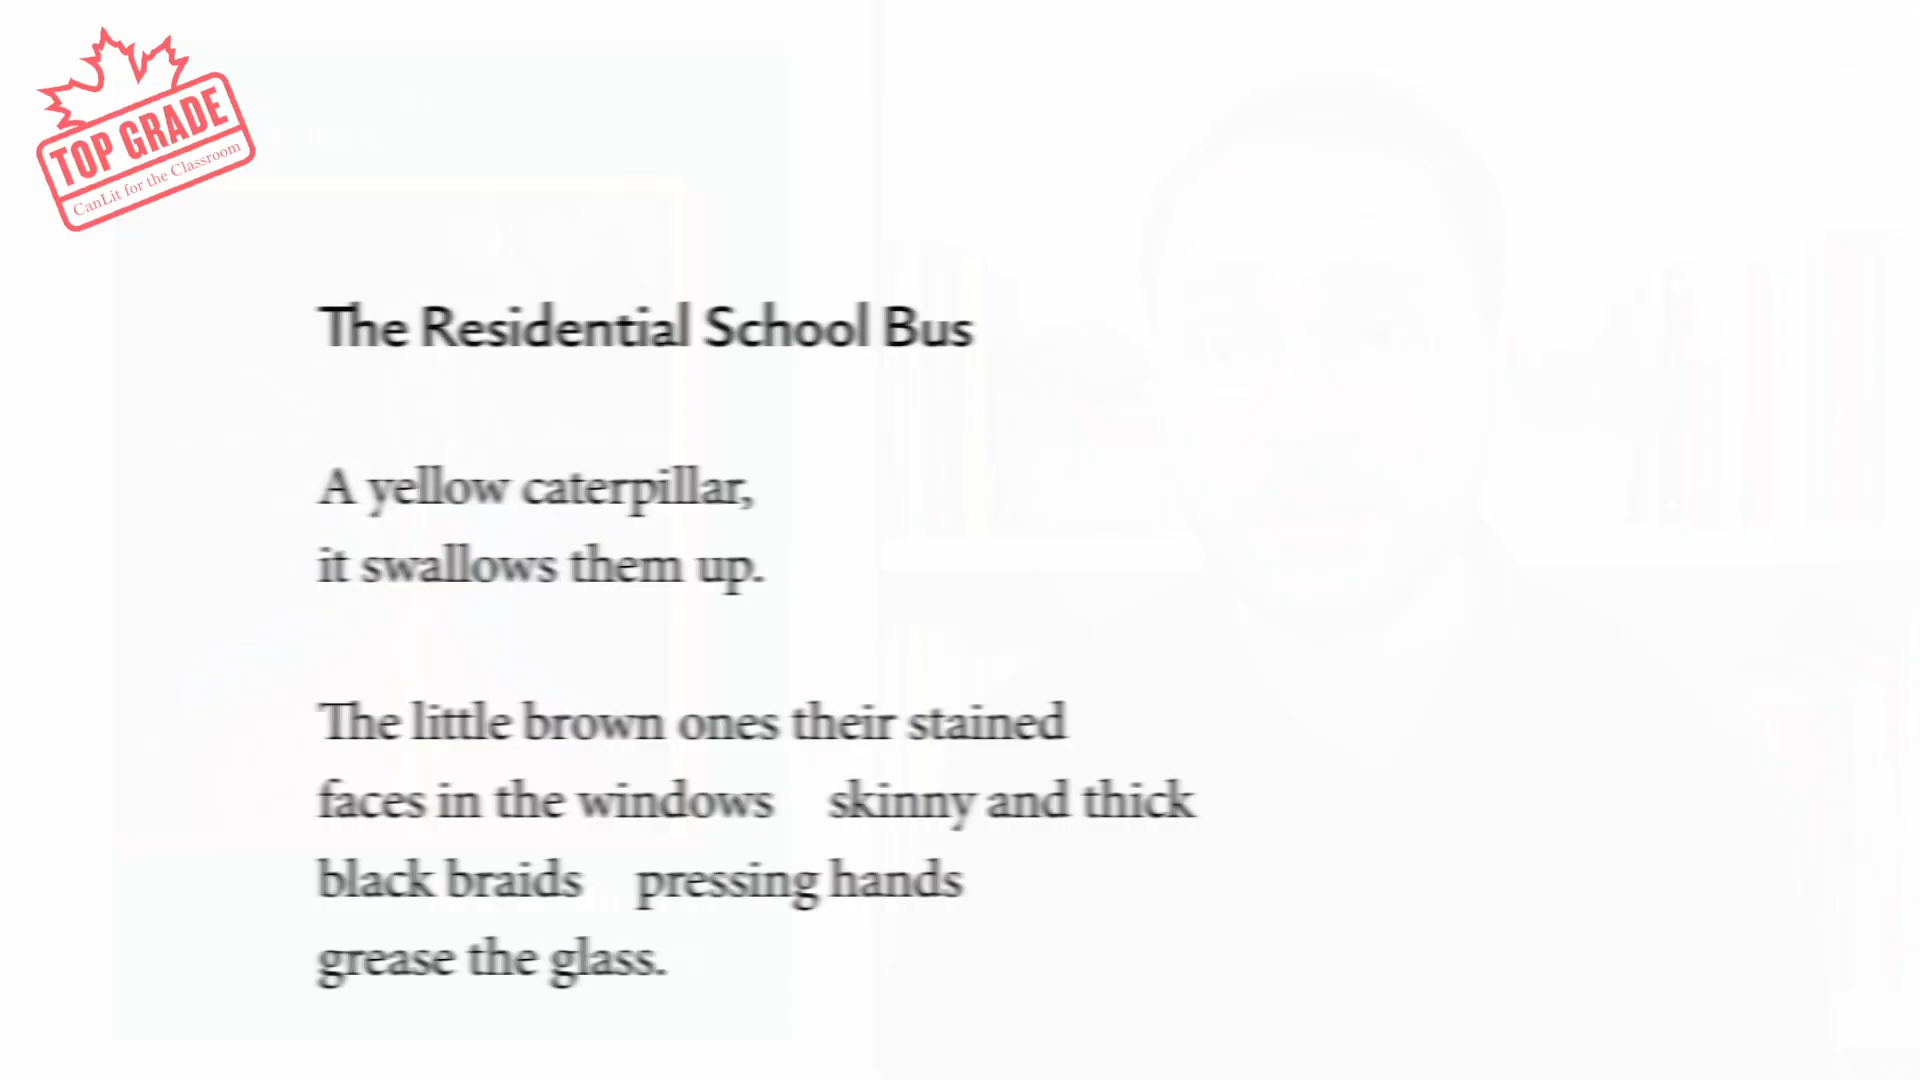 TOP GRADE
CanLit for the Classroom
The Residential School Bus
A yellow caterpillar,
it swallows them up.
The little brown ones their stained
faces in the windows    skinny and thick
black braids    pressing hands
grease the glass.